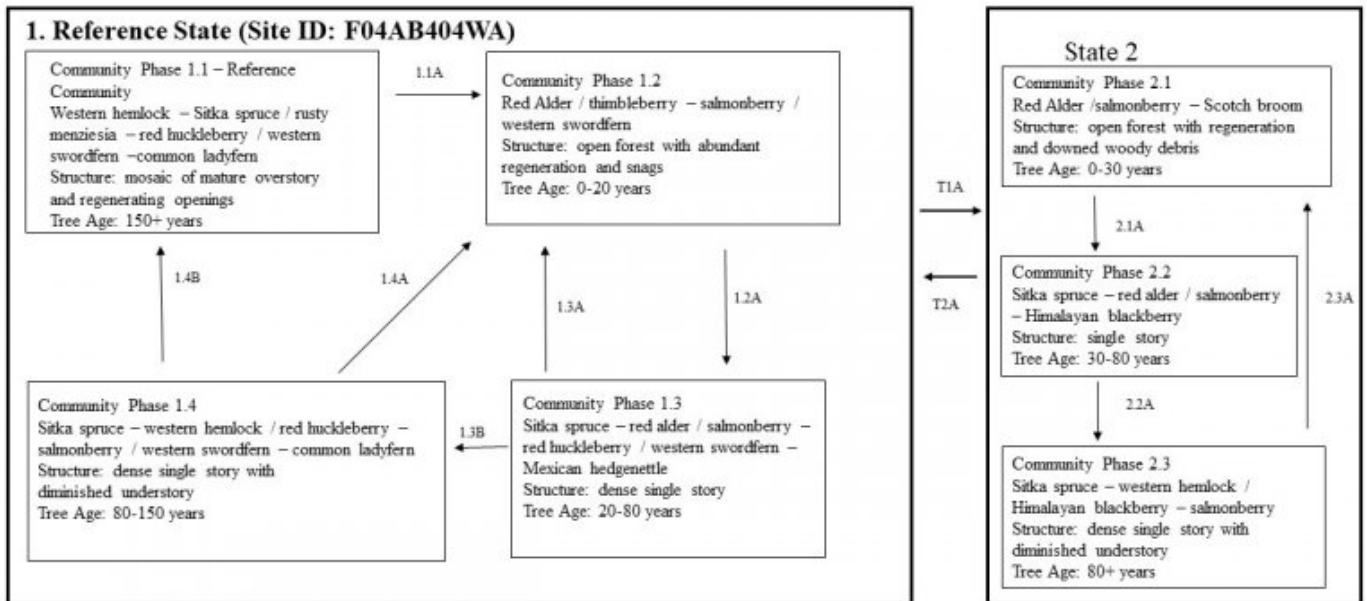 1. Reference State (Site ID: F04AB404WA)
Community Phase 1.1 – Reference
Community
Western hemlock – Sitka spruce / rusty
menziesia – red huckleberry / western
swordfern –common ladyfern
Structure: mosaic of mature overstory
and regenerating openings
Tree Age: 150+ years
1.1A
Community Phase 1.2
Red Alder / thimbleberry – salmonberry /
western swordfern
Structure: open forest with abundant
regeneration and snags
Tree Age: 0-20 years
1.4B
1.4A
1.3A
1.2A
Community Phase 1.4
Sitka spruce – western hemlock / red huckleberry –
salmonberry / western swordfern – common ladyfern
Structure: dense single story with
diminished understory
Tree Age: 80-150 years
1.3B
Community Phase 1.3
Sitka spruce – red alder / salmonberry –
red huckleberry / western swordfern –
Mexican hedgenettle
Structure: dense single story
Tree Age: 20-80 years
T1A
T2A
State 2
Community Phase 2.1
Red Alder /salmonberry – Scotch broom
Structure: open forest with regeneration
and downed woody debris
Tree Age: 0-30 years
2.1A
Community Phase 2.2
Sitka spruce – red alder / salmonberry
– Himalayan blackberry
Structure: single story
Tree Age: 30-80 years
2.3A
2.2A
Community Phase 2.3
Sitka spruce – western hemlock /
Himalayan blackberry – salmonberry
Structure: dense single story with
diminished understory
Tree Age: 80+ years